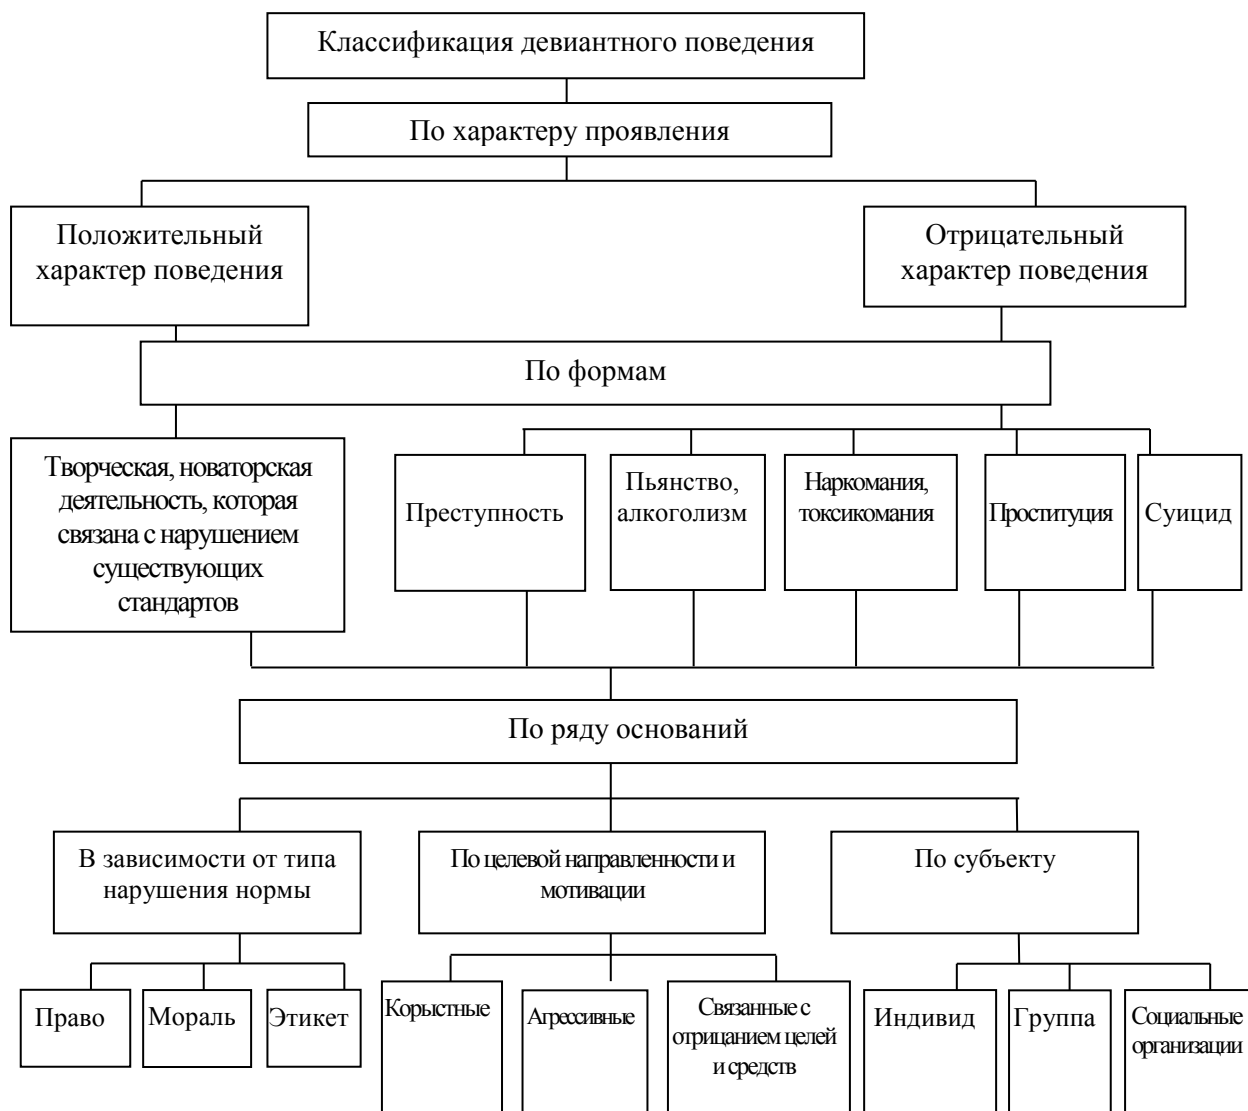 Классификация девиантного поведения
По характеру проявления
Положительный
характер поведения
Отрицательный
характер поведения
По формам
Творческая, новаторская
деятельность, которая
связана с нарушением
существующих
стандартов
Преступность
Пьянство,
алкоголизм
Наркомания,
токсикомания
Проституция
Суицид
По ряду оснований
В зависимости от типа
нарушения нормы
По целевой направленности и
мотивации
По субъекту
Право
Мораль
Этикет
Корыстные
Агрессивные
Связанные с
отрицанием целей
и средств
Индивид
Группа
Социальные
организации